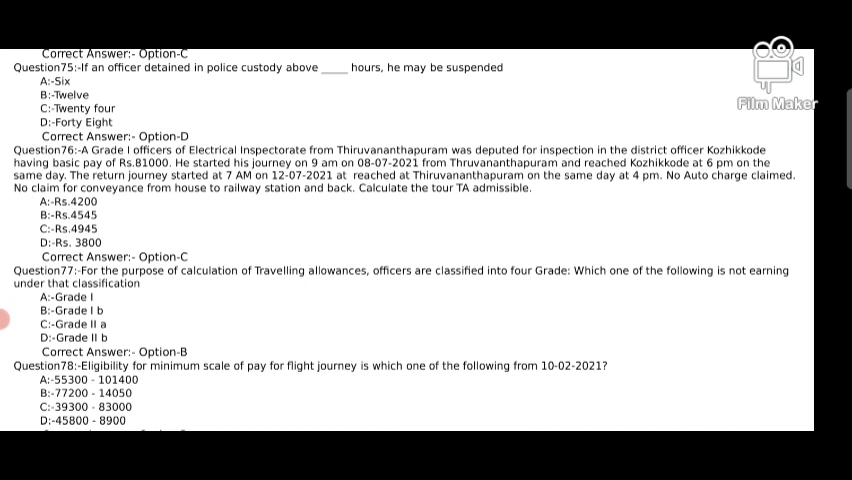 Correct Answer:- Option-C
Question75:-If an officer detained in police custody above _____ hours, he may be suspended
A:-Six
B:-Twelve
C:-Twenty four
D:-Forty Eight
Correct Answer:- Option-D
Question76:-A Grade I officers of Electrical Inspectorate from Thiruvananthapuram was deputed for inspection in the district officer Kozhikkode
having basic pay of Rs.81000. He started his journey on 9 am on 08-07-2021 from Thruvananthapuram and reached Kozhikkode at 6 pm on the
same day. The return journey started at 7 AM on 12-07-2021 at  reached at Thiruvananthapuram on the same day at 4 pm. No Auto charge claimed.
No claim for conveyance from house to railway station and back. Calculate the tour TA admissible.
A:-Rs.4200
B:-Rs.4545
C:-Rs.4945
D:-Rs. 3800
Correct Answer:- Option-C
Question77:-For the purpose of calculation of Travelling allowances, officers are classified into four Grade: Which one of the following is not earning
under that classification
A:-Grade I
B:-Grade I b
C:-Grade II a
D:-Grade II b
Correct Answer:- Option-B
Question78:-Eligibility for minimum scale of pay for flight journey is which one of the following from 10-02-2021?
A:-55300 - 101400
B:-77200 - 14050
C:-39300 - 83000
D:-45800 - 8900
Film Maker